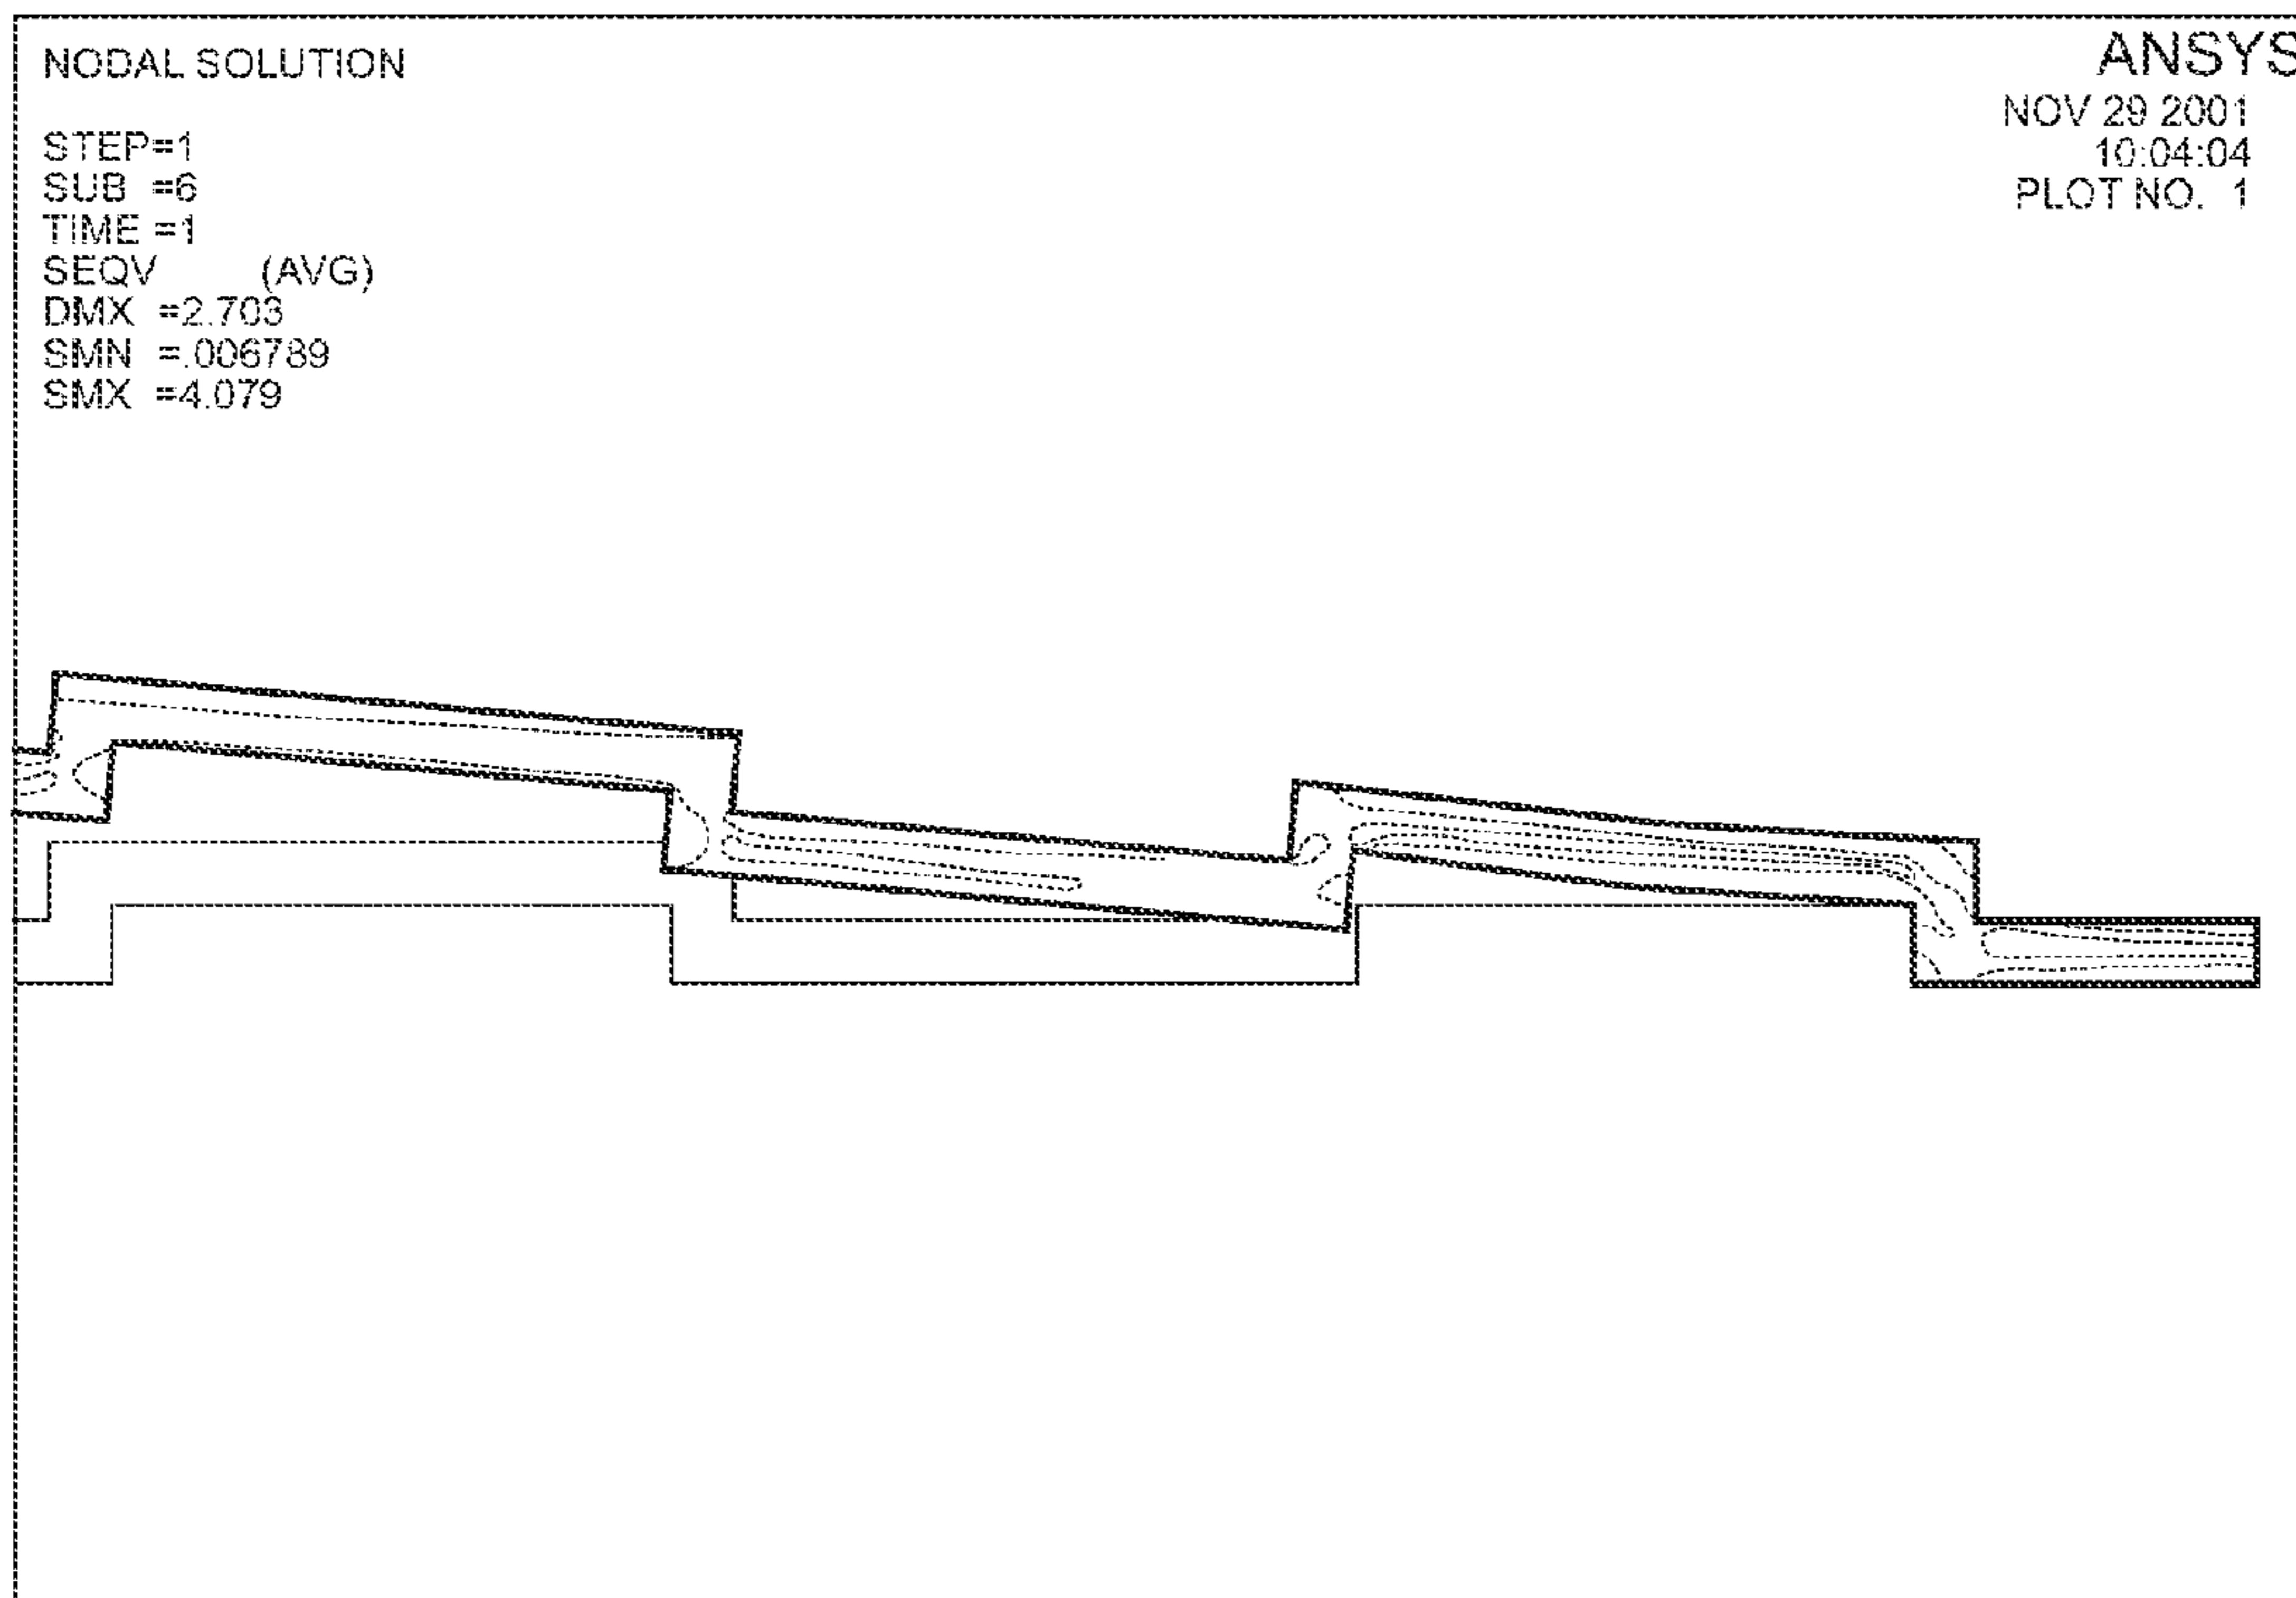 NODAL SOLUTION
STEP=1
SUB =6
TIME =1
SEQV (AVG)
DMX =2.703
SMN =.006789
SMX =4.079
ANSYS
NOV 29 2001
10:04:04
PLOT NO. 1